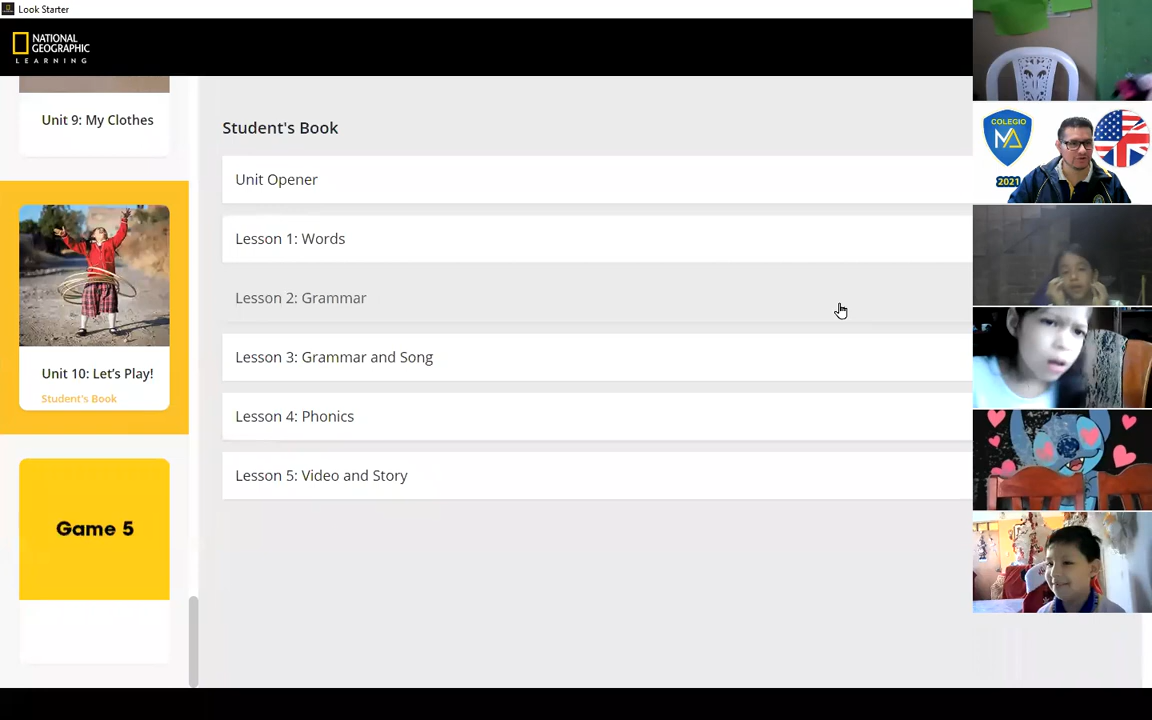 Look Starter
NATIONAL
GEOGRAPHIC
LEARNING
Unit 9: My Clothes
Unit 10: Let's Play!
Student's Book
Game 5
Student's Book
Unit Opener
Lesson 1: Words
Lesson 2: Grammar
Lesson 3: Grammar and Song
Lesson 4: Phonics
Lesson 5: Video and Story
COLEGIO
MA
2021